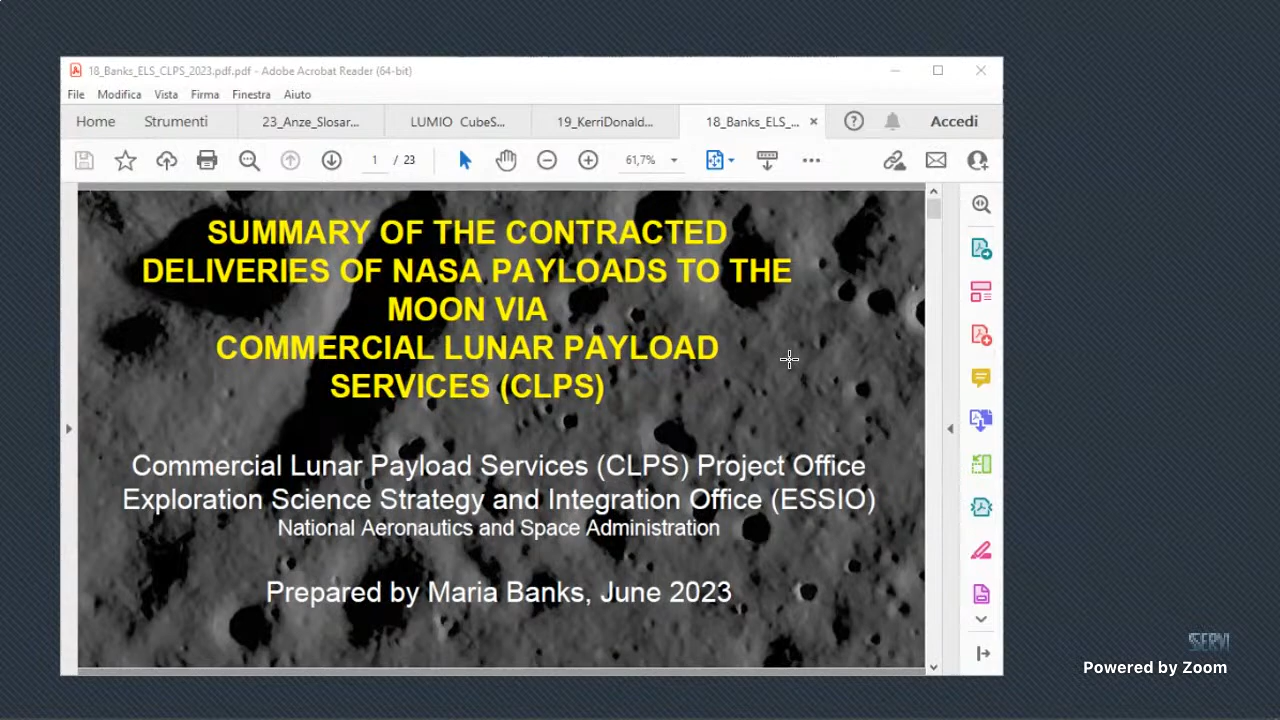 18_Banks_ELS_CLPS_2023.pdf.pdf - Adobe Acrobat Reader (64-bit)
File Modifica Vista Firma Finestra Aiuto
Home Strumenti 23_Anze_Slosar... LUMIO CubeS... 19_KerriDonald... 18_Banks_ELS_... Accedi
1 / 23 61,7%
SUMMARY OF THE CONTRACTED
DELIVERIES OF NASA PAYLOADS TO THE
MOON VIA
COMMERCIAL LUNAR PAYLOAD
SERVICES (CLPS)
Commercial Lunar Payload Services (CLPS) Project Office
Exploration Science Strategy and Integration Office (ESSIO)
National Aeronautics and Space Administration
Prepared by Maria Banks, June 2023
Powered by Zoom